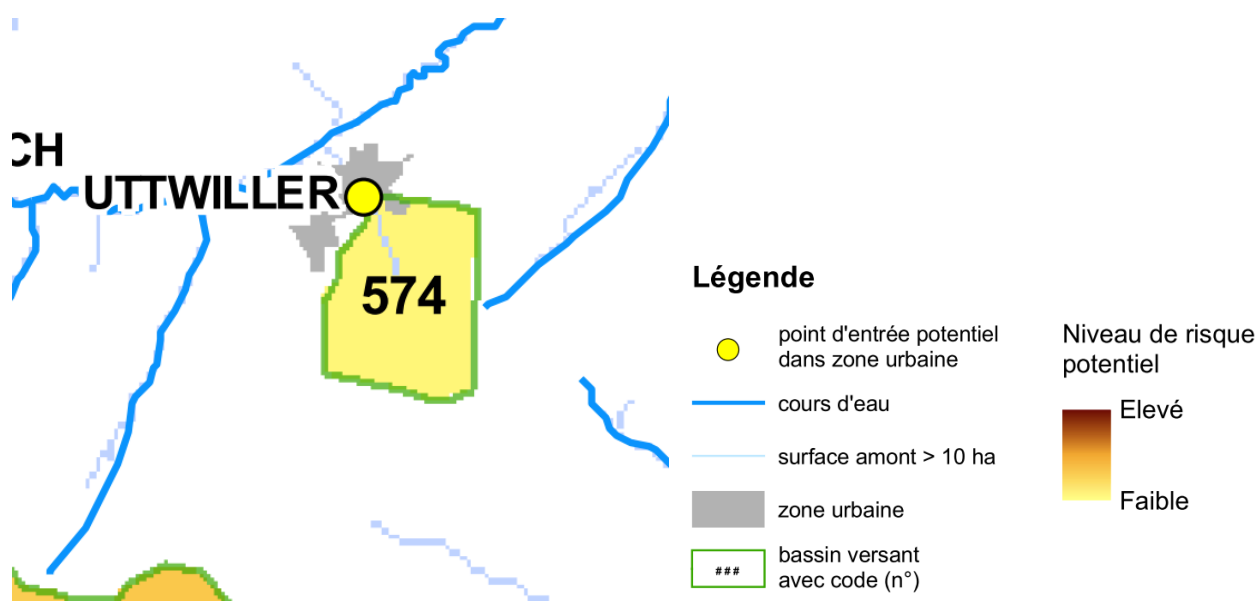 CH
UTTWILLER
574
Légende
point d'entrée potentiel
dans zone urbaine
cours d'eau
surface amont > 10 ha
zone urbaine
###
bassin versant
avec code (n°)
Niveau de risque
potentiel
Elevé
Faible